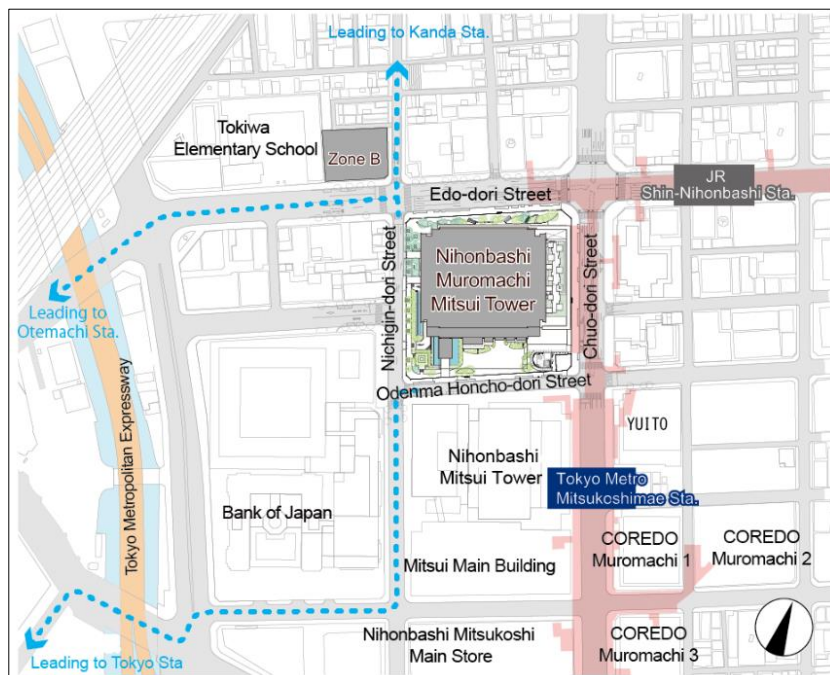 Leading to Kanda Sta.
Tokiwa
Elementary School
Zone B
Edo-dori Street
JR
Shin-Nihonbashi Sta.
Nihonbashi
Muromachi
Mitsui Tower
Nichigin-dori Street
Chuo-dori Street
Leading to
Otemachi Sta.
Odenma Honcho-dori Street
Tokyo Metropolitan Expressway
YUITO
Nihonbashi
Mitsui Tower
Tokyo Metro
Mitsukoshimae Sta.
Bank of Japan
COREDO
Muromachi 1
COREDO
Muromachi 2
Mitsui Main Building
Nihonbashi Mitsukoshi
Main Store
COREDO
Muromachi 3
Leading to Tokyo Sta